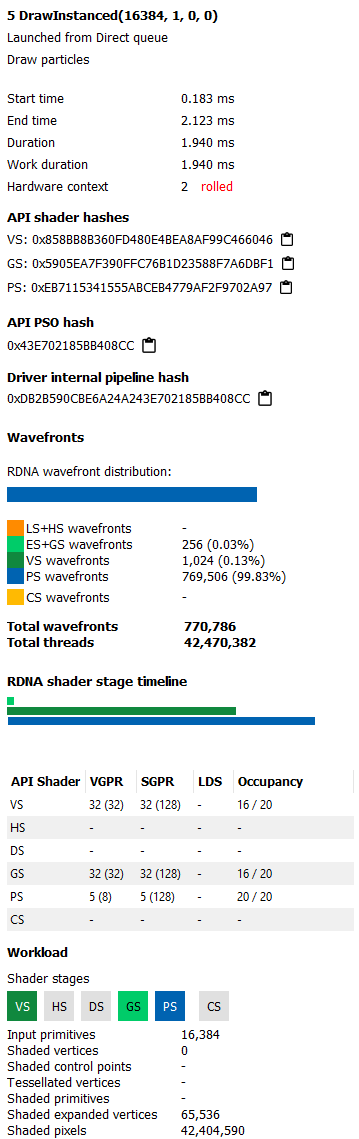 5 DrawInstanced(16384, 1, 0, 0)
Launched from Direct queue
Draw particles
Start time 0.183 ms
End time 2.123 ms
Duration 1.940 ms
Work duration 1.940 ms
Hardware context 2 rolled
API shader hashes
VS: 0x858BB8B360FD480E4BEA8AF99C466046
GS: 0x5905EA7F390FFC76B1D23588F7A6DBF1
PS: 0xEB7115341555ABCEB4779AF2F9702A97
API PSO hash
0x43E702185BB408CC
Driver internal pipeline hash
0xDB2B590CBE6A24A243E702185BB408CC
Wavefronts
RDNA wavefront distribution:
LS+HS wavefronts -
ES+GS wavefronts 256 (0.03%)
VS wavefronts 1,024 (0.13%)
PS wavefronts 769,506 (99.83%)
CS wavefronts -
Total wavefronts 770,786
Total threads 42,470,382
RDNA shader stage timeline
API Shader VGPR SGPR LDS Occupancy
VS 32 (32) 32 (128) - 16 / 20
HS - - - -
DS - - - -
GS 32 (32) 32 (128) - 16 / 20
PS 5 (8) 5 (128) - 20 / 20
CS - - - -
Workload
Shader stages
VS HS DS GS PS CS
Input primitives 16,384
Shaded vertices 0
Shaded control points -
Tessellated vertices -
Shaded primitives -
Shaded expanded vertices 65,536
Shaded pixels 42,404,590